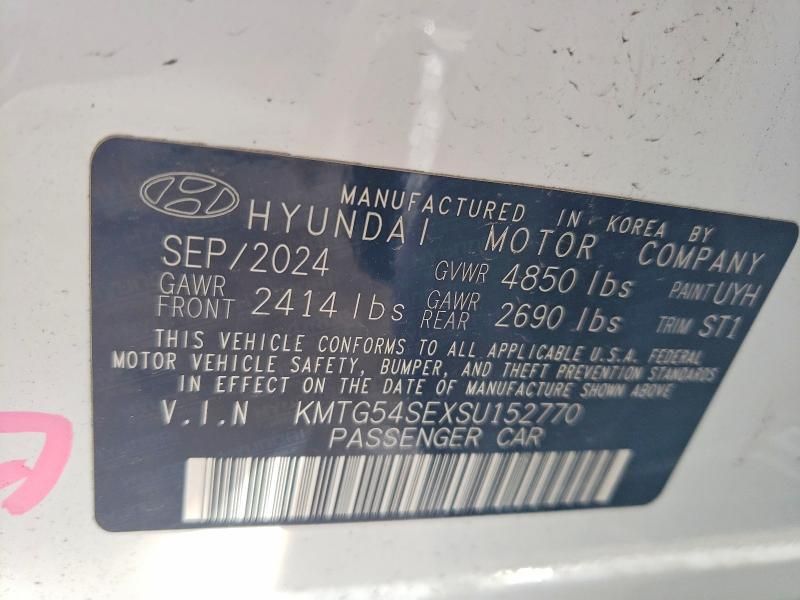 MANUFACTURED IN KOREA BY
HYUNDAI MOTOR COMPANY
SEP/2024 GVWR 4850 lbs PAINT UYH
GAWR FRONT 2414 lbs GAWR REAR 2690 lbs TRIM ST1
THIS VEHICLE CONFORMS TO ALL APPLICABLE U.S.A. FEDERAL
MOTOR VEHICLE SAFETY, BUMPER, AND THEFT PREVENTION STANDARDS
IN EFFECT ON THE DATE OF MANUFACTURE SHOWN ABOVE
V.I.N KMTG54SEXSU152770
PASSENGER CAR